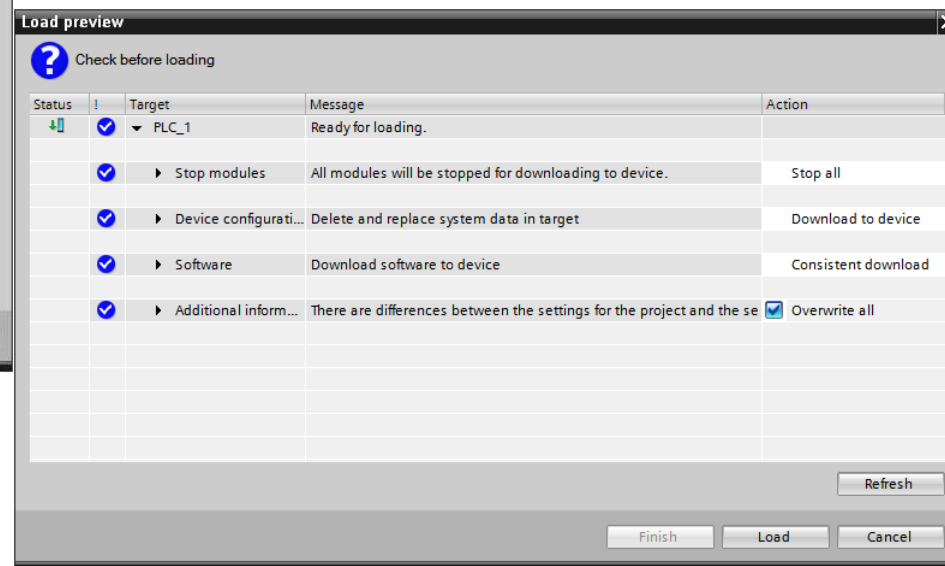 Load preview
Check before loading
Status ! Target Message Action
PLC_1 Ready for loading.
Stop modules All modules will be stopped for downloading to device. Stop all
Device configurati... Delete and replace system data in target Download to device
Software Download software to device Consistent download
Additional inform... There are differences between the settings for the project and the se Overwrite all
Refresh
Finish Load Cancel